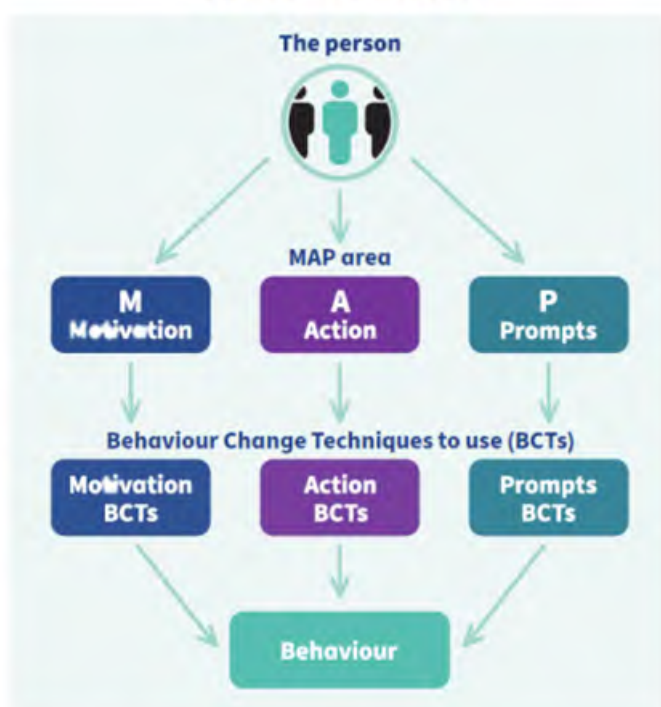 The person
MAP area
M
Motivation
A
Action
P
Prompts
Behaviour Change Techniques to use (BCTs)
Motivation
BCTs
Action
BCTs
Prompts
BCTs
Behaviour